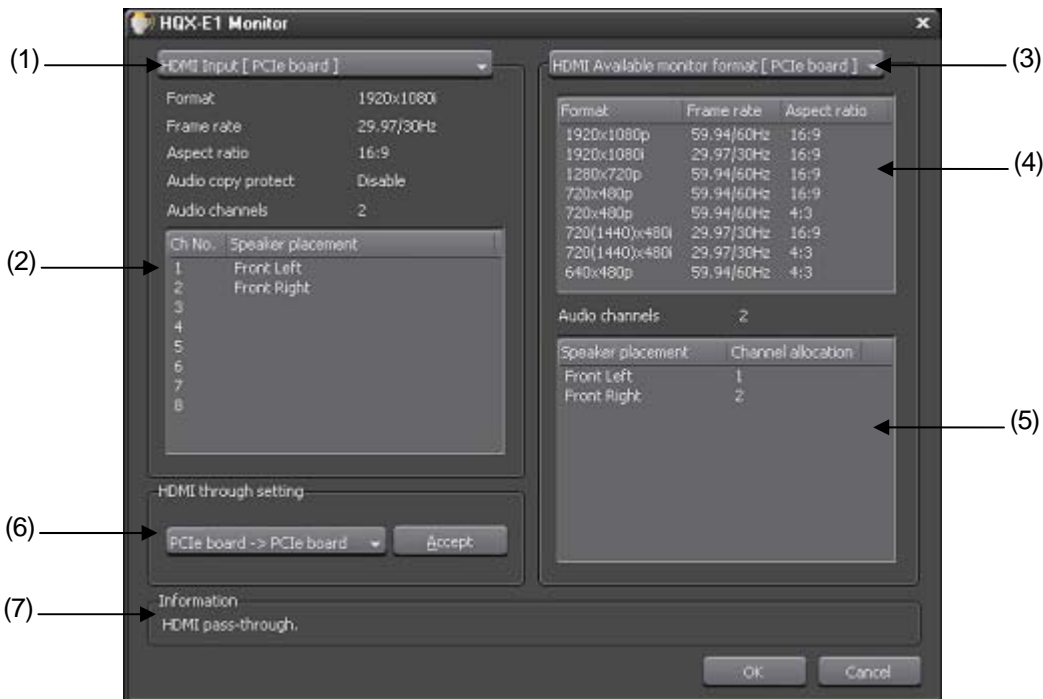 HQX-E1 Monitor
(1)
HDMI Input [ PCIe board ]
Format 1920x1080i
Frame rate 29.97/30Hz
Aspect ratio 16:9
Audio copy protect Disable
Audio channels 2
(2)
Ch No. Speaker placement
1 Front Left
2 Front Right
3
4
5
6
7
8
(3)
HDMI Available monitor format [ PCIe board ]
(4)
Format Frame rate Aspect ratio
1920x1080p 59.94/60Hz 16:9
1920x1080i 29.97/30Hz 16:9
1280x720p 59.94/60Hz 16:9
720x480p 59.94/60Hz 16:9
720x480p 59.94/60Hz 4:3
720(1440)x480i 29.97/30Hz 16:9
720(1440)x480i 29.97/30Hz 4:3
640x480p 59.94/60Hz 4:3
Audio channels 2
(5)
Speaker placement Channel allocation
Front Left 1
Front Right 2
(6)
HDMI through setting
PCIe board -> PCIe board Accept
(7)
Information
HDMI pass-through.
OK Cancel